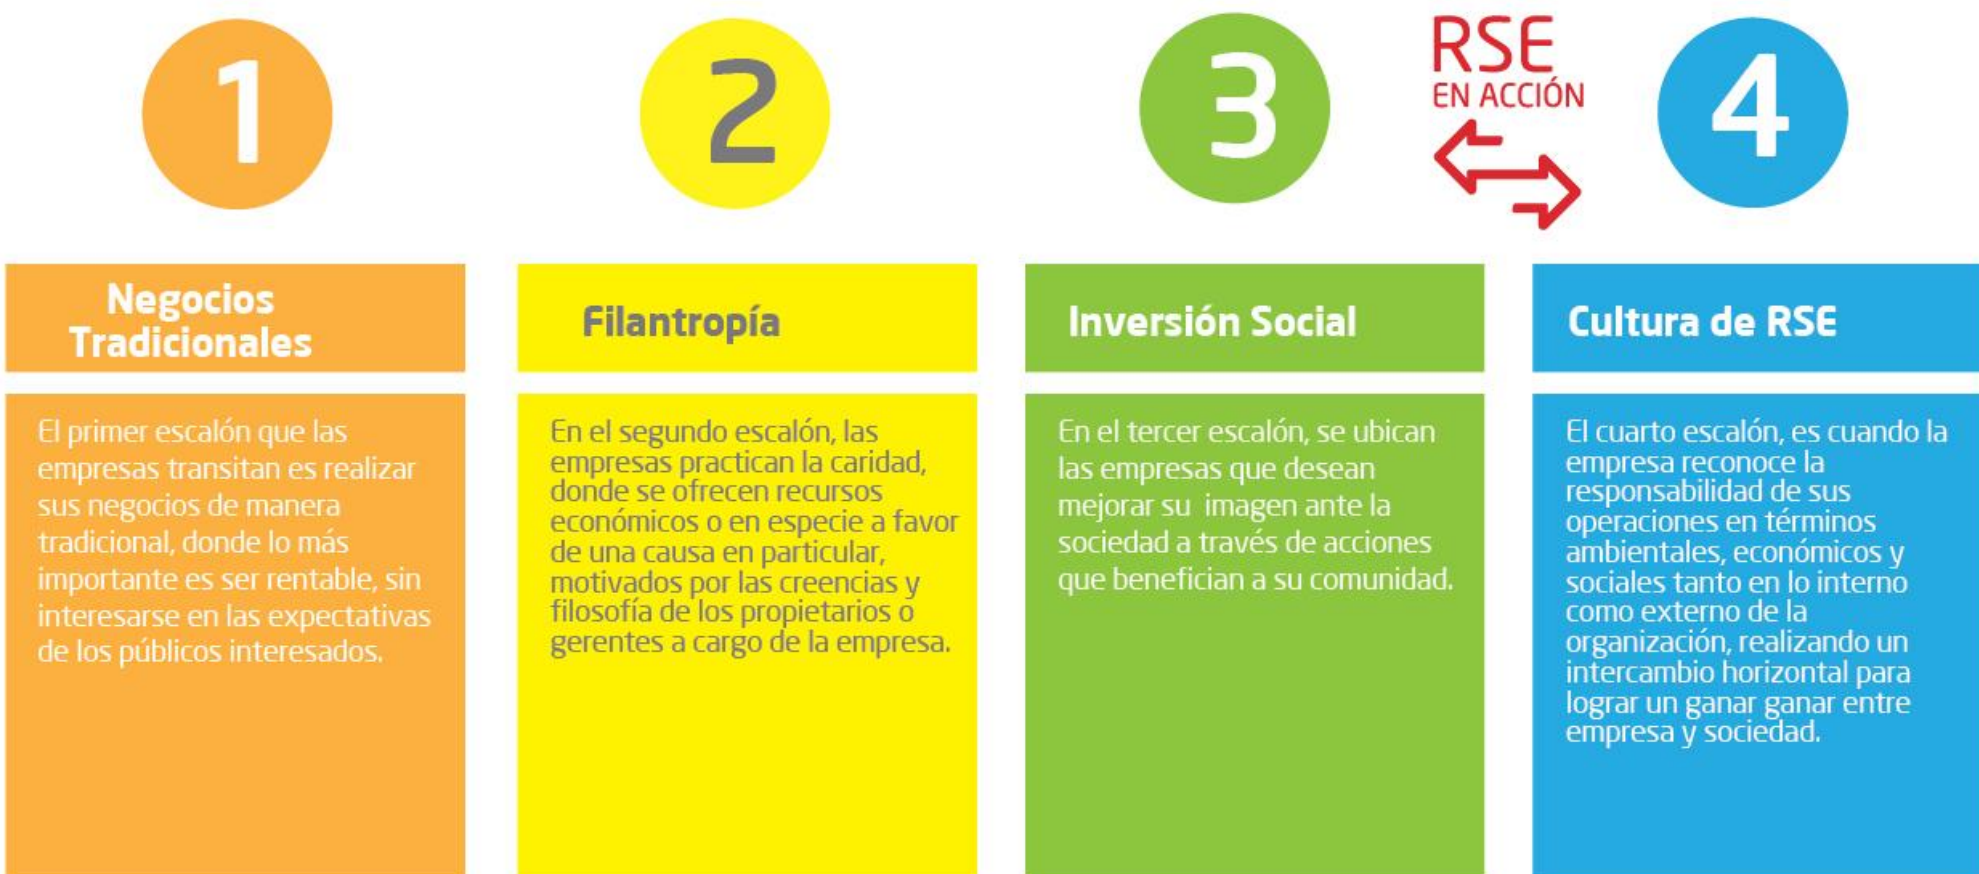 1
2
3
RSE
EN ACCIÓN
4
Negocios
Tradicionales
El primer escalón que las
empresas transitan es realizar
sus negocios de manera
tradicional, donde lo más
importante es ser rentable, sin
interesarse en las expectativas
de los públicos interesados.
Filantropía
En el segundo escalón, las
empresas practican la caridad,
donde se ofrecen recursos
económicos o en especie a favor
de una causa en particular,
motivados por las creencias y
filosofía de los propietarios o
gerentes a cargo de la empresa.
Inversión Social
En el tercer escalón, se ubican
las empresas que desean
mejorar su imagen ante la
sociedad a través de acciones
que benefician a su comunidad.
Cultura de RSE
El cuarto escalón, es cuando la
empresa reconoce la
responsabilidad de sus
operaciones en términos
ambientales, económicos y
sociales tanto en lo interno
como externo de la
organización, realizando un
intercambio horizontal para
lograr un ganar ganar entre
empresa y sociedad.